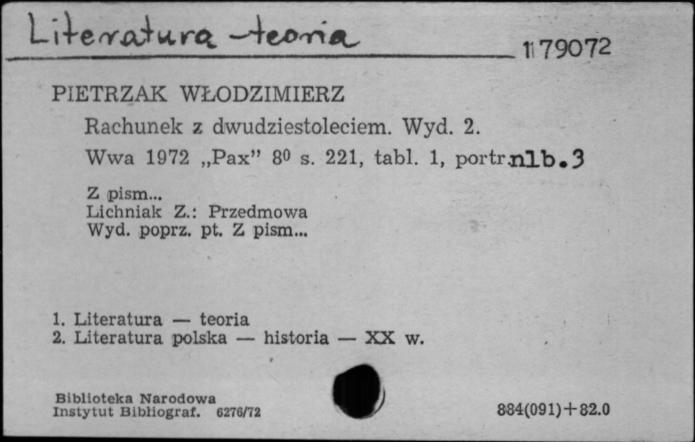 Literatura - teoria
1179072
PIETRZAK WŁODZIMIERZ
Rachunek z dwudziestoleciem. Wyd. 2.
Wwa 1972 „Pax” 8⁰ s. 221, tabl. 1, portr. nlb.3
Z pism...
Lichniak Z.: Przedmowa
Wyd. poprz. pt. Z pism...
1. Literatura — teoria
2. Literatura polska — historia — XX w.
Biblioteka Narodowa
Instytut Bibliograf. 6276/72
884(091)+82.0